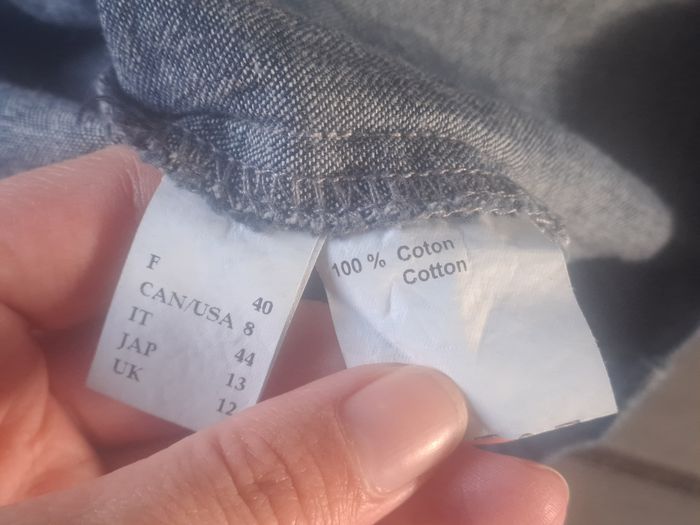 F 40
CAN/USA 8
IT 44
JAP 13
UK 12
100 % Coton
Cotton